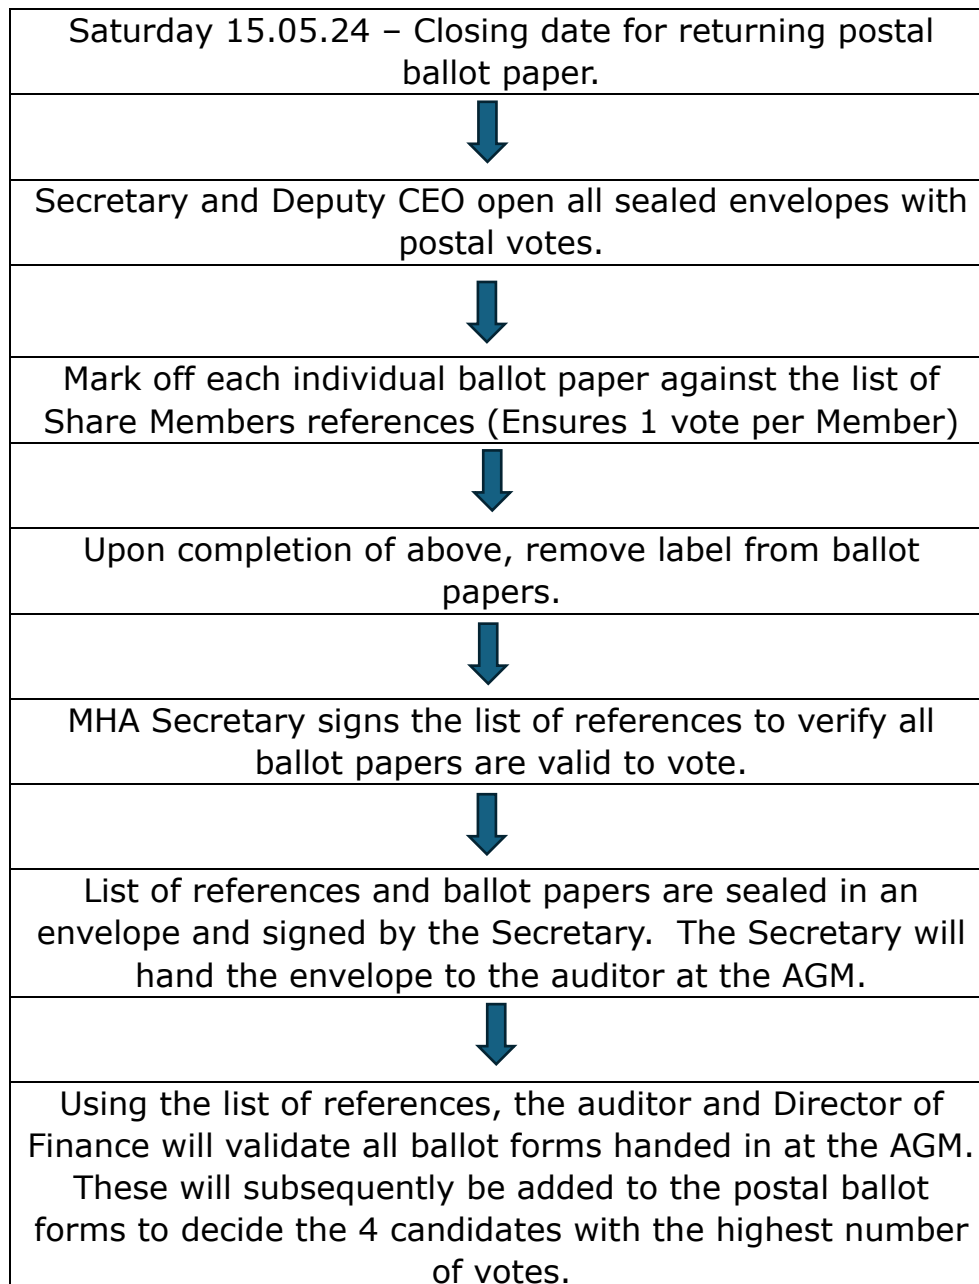 Saturday 15.05.24 – Closing date for returning postal
ballot paper.
Secretary and Deputy CEO open all sealed envelopes with
postal votes.
Mark off each individual ballot paper against the list of
Share Members references (Ensures 1 vote per Member)
Upon completion of above, remove label from ballot
papers.
MHA Secretary signs the list of references to verify all
ballot papers are valid to vote.
List of references and ballot papers are sealed in an
envelope and signed by the Secretary.  The Secretary will
hand the envelope to the auditor at the AGM.
Using the list of references, the auditor and Director of
Finance will validate all ballot forms handed in at the AGM.
These will subsequently be added to the postal ballot
forms to decide the 4 candidates with the highest number
of votes.